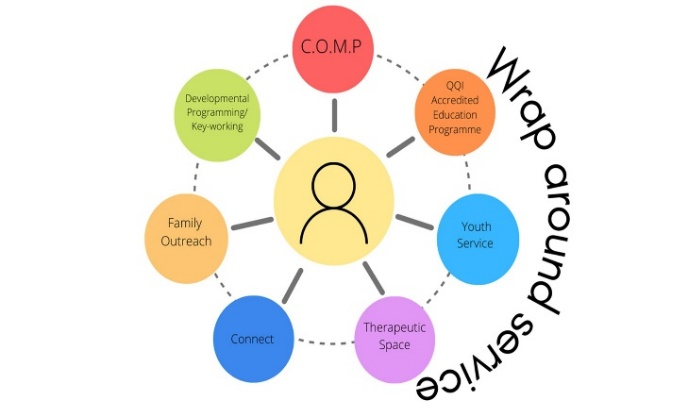 C.O.M.P
QQI
Accredited
Education
Programme
Youth
Service
Therapeutic
Space
Connect
Family
Outreach
Developmental
Programming/
Key-working
Wrap around service